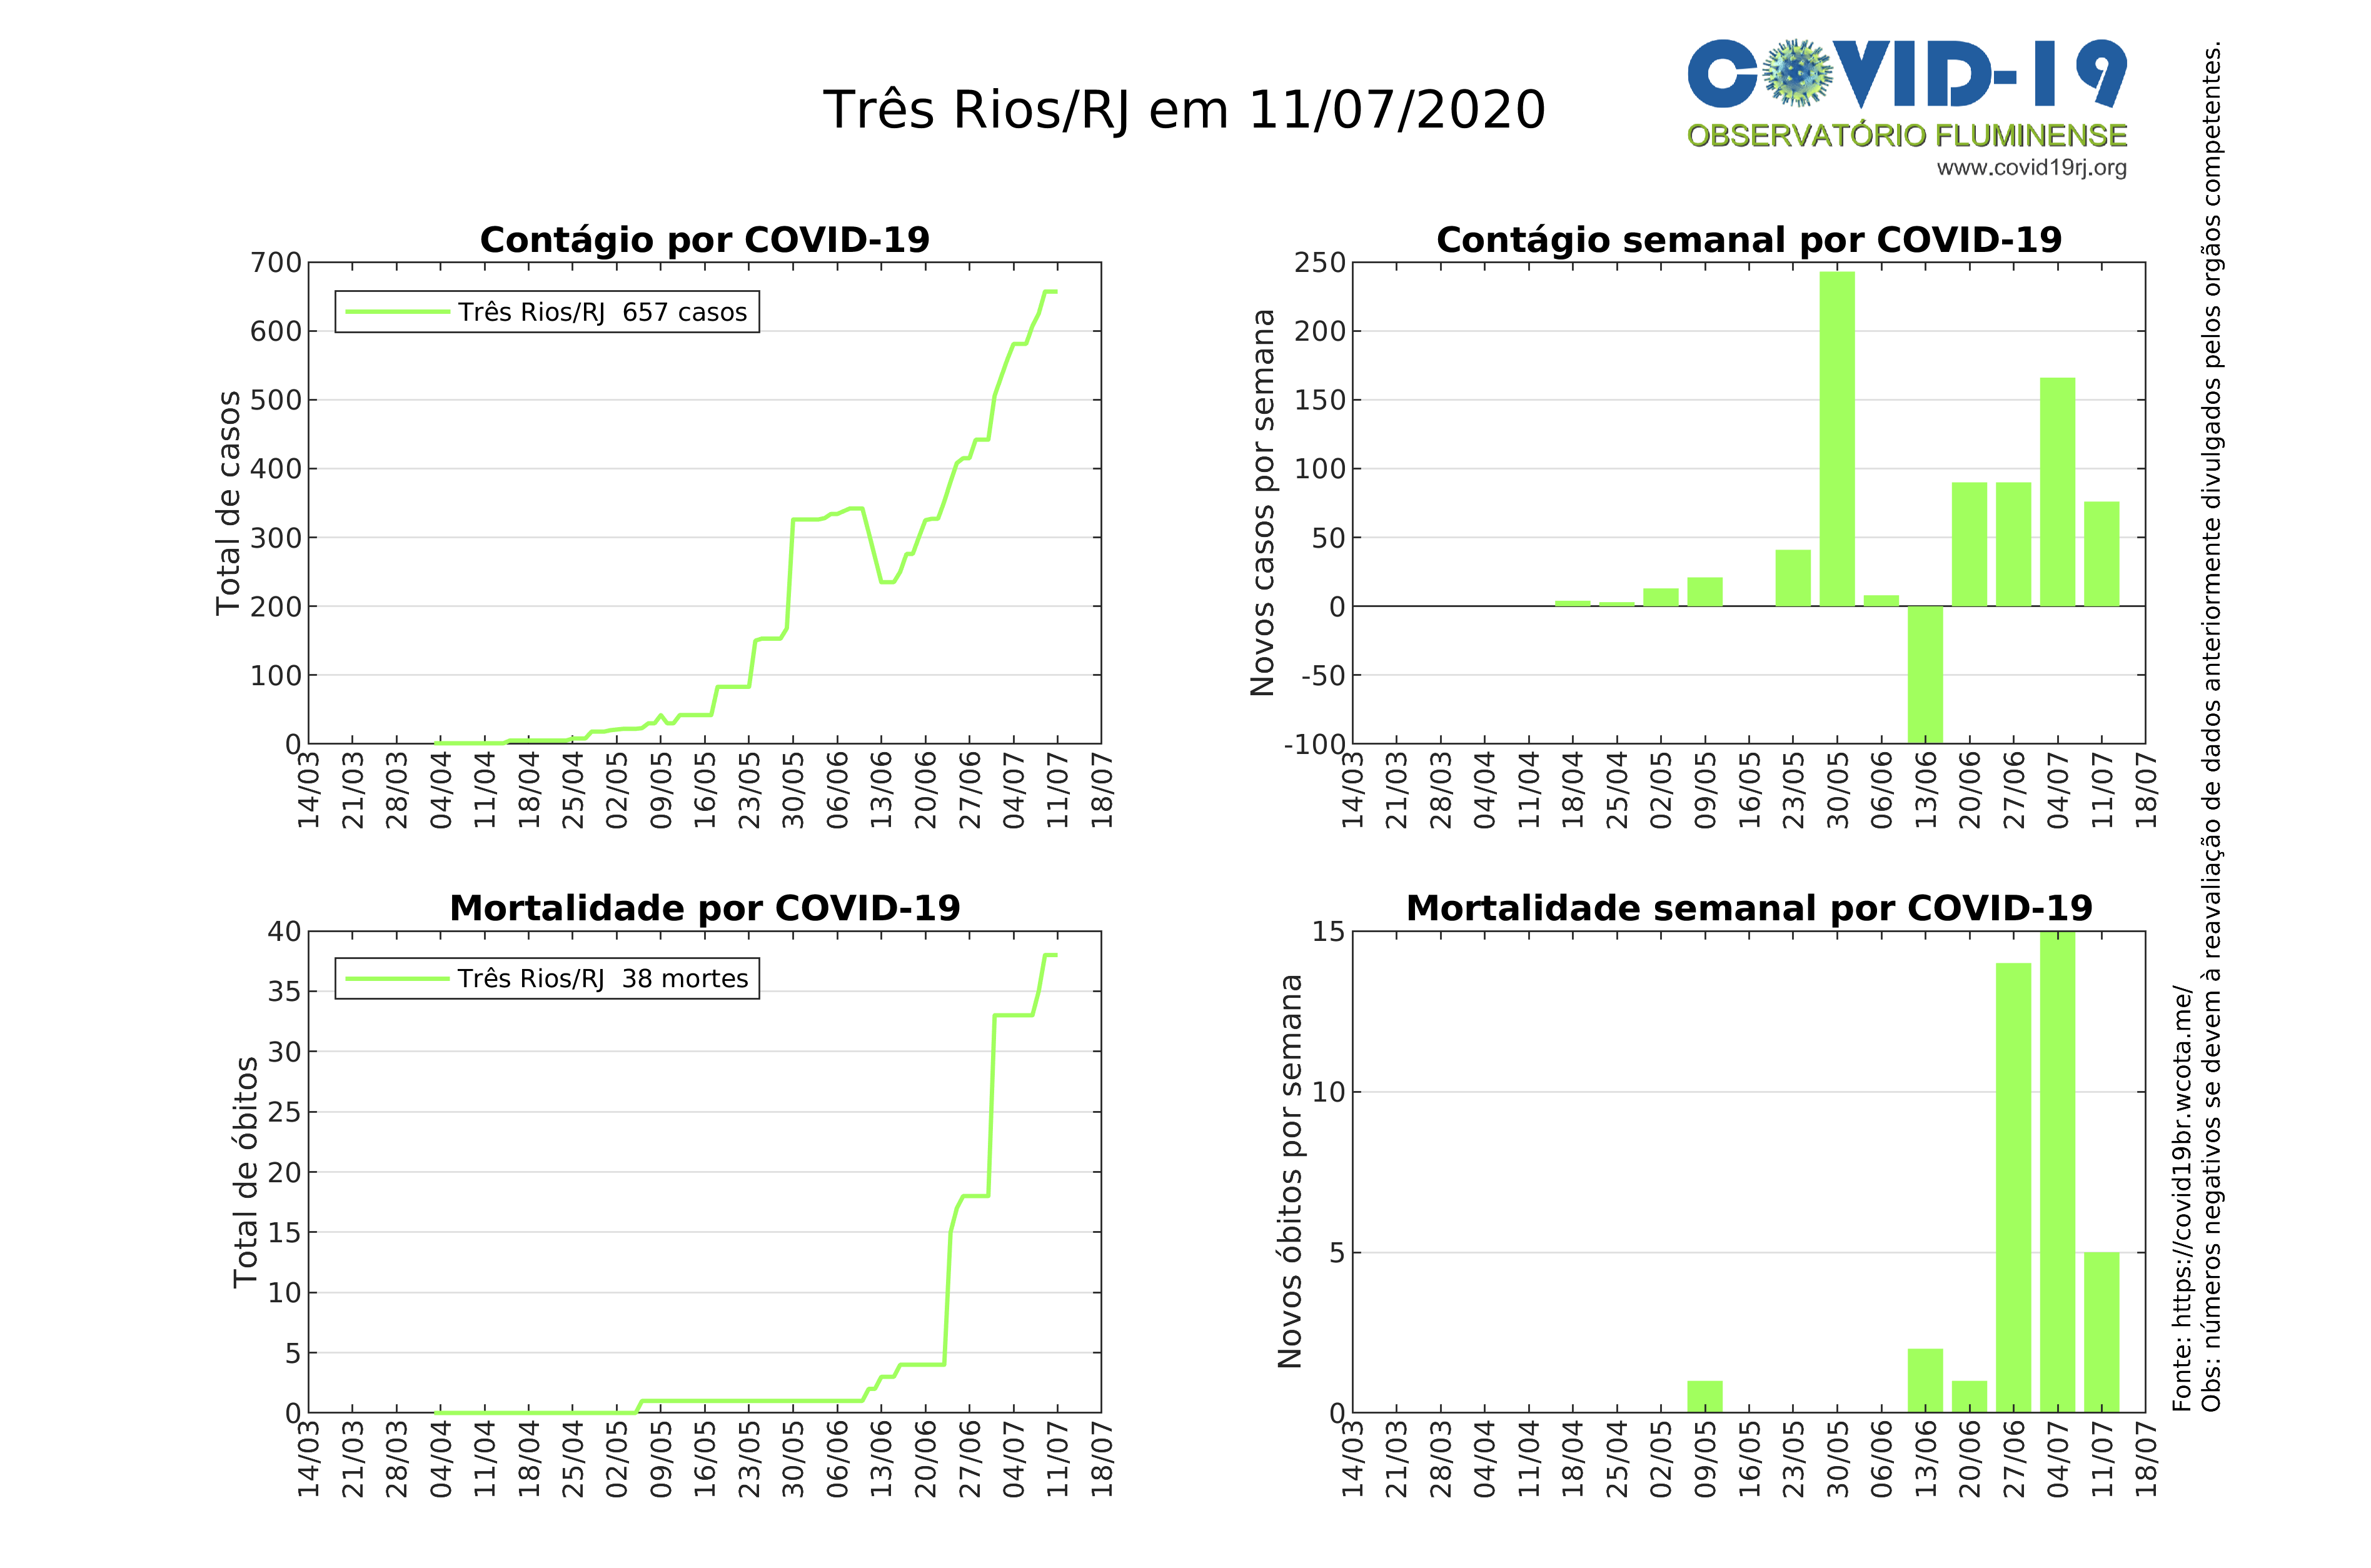 Três Rios/RJ em 11/07/2020
COVID-19
OBSERVATÓRIO FLUMINENSE
www.covid19rj.org
Contágio por COVID-19
Total de casos
700
600
500
400
300
200
100
0
Três Rios/RJ 657 casos
14/03 21/03 28/03 04/04 11/04 18/04 25/04 02/05 09/05 16/05 23/05 30/05 06/06 13/06 20/06 27/06 04/07 11/07 18/07
Contágio semanal por COVID-19
Novos casos por semana
250
200
150
100
50
0
-50
-100
14/03 21/03 28/03 04/04 11/04 18/04 25/04 02/05 09/05 16/05 23/05 30/05 06/06 13/06 20/06 27/06 04/07 11/07 18/07
Mortalidade por COVID-19
Total de óbitos
40
35
30
25
20
15
10
5
0
Três Rios/RJ 38 mortes
14/03 21/03 28/03 04/04 11/04 18/04 25/04 02/05 09/05 16/05 23/05 30/05 06/06 13/06 20/06 27/06 04/07 11/07 18/07
Mortalidade semanal por COVID-19
Novos óbitos por semana
15
10
5
0
14/03 21/03 28/03 04/04 11/04 18/04 25/04 02/05 09/05 16/05 23/05 30/05 06/06 13/06 20/06 27/06 04/07 11/07 18/07
Fonte: https://covid19br.wcota.me/
Obs: números negativos se devem à reavaliação de dados anteriormente divulgados pelos orgãos competentes.